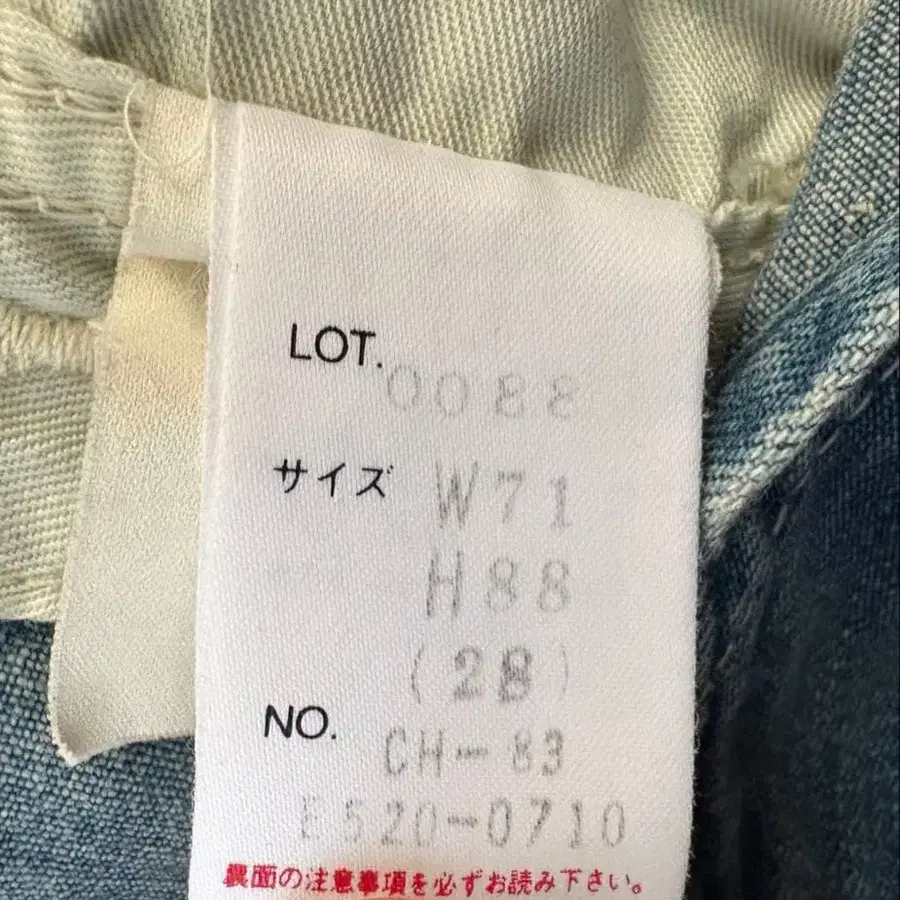 LOT. 0088
サイズ W71
H88
(28)
NO. CH-83
E520-0710
裏面の注意事項を必ずお読み下さい。